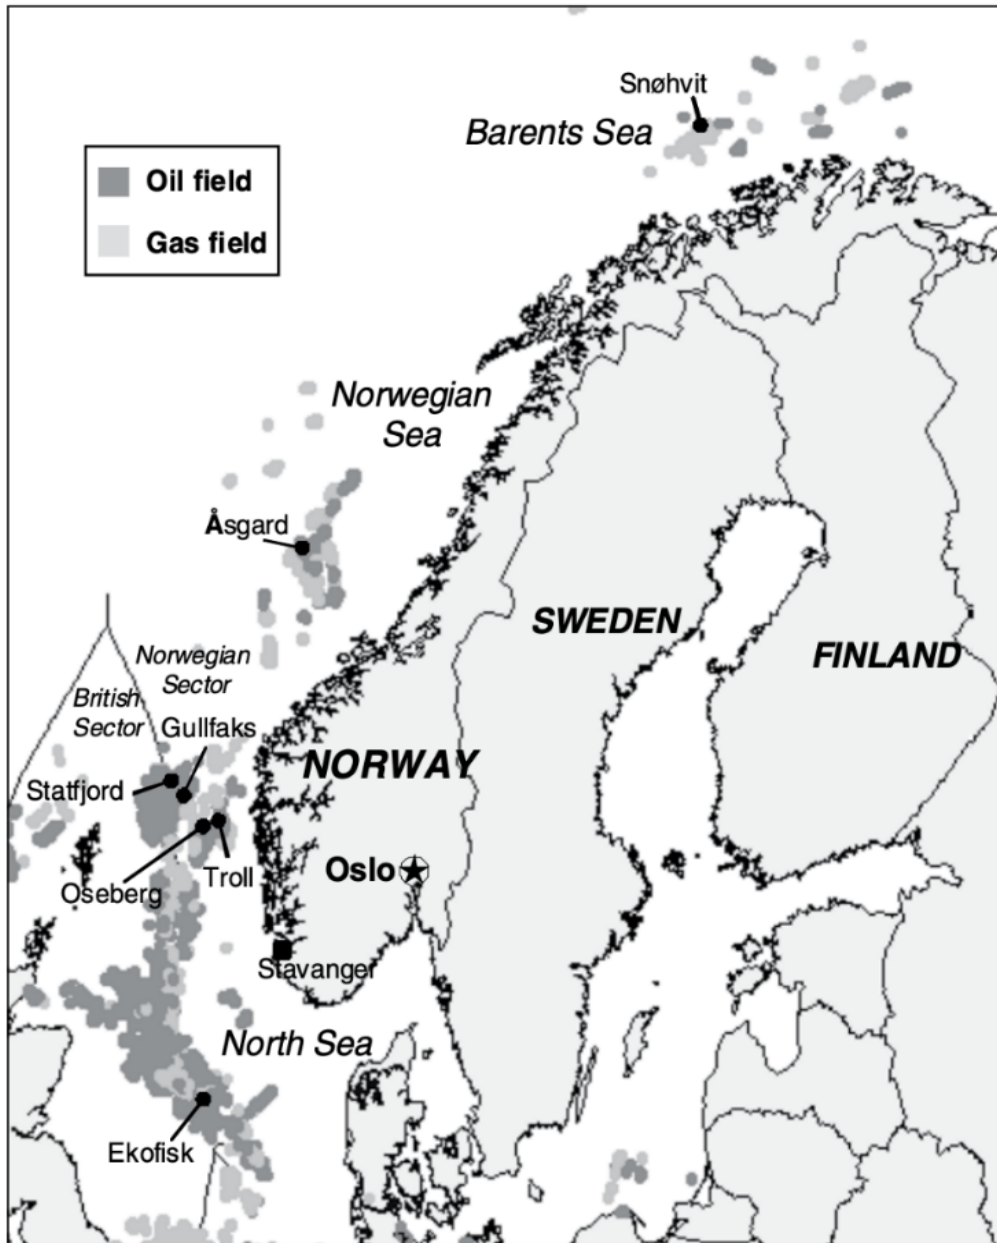 Snøhvit
Barents Sea
Oil field
Gas field
Norwegian
Sea
Åsgard
SWEDEN
FINLAND
Norwegian
Sector
British
Sector
Gullfaks
NORWAY
Statfjord
Oslo
Troll
Oseberg
Stavanger
North Sea
Ekofisk